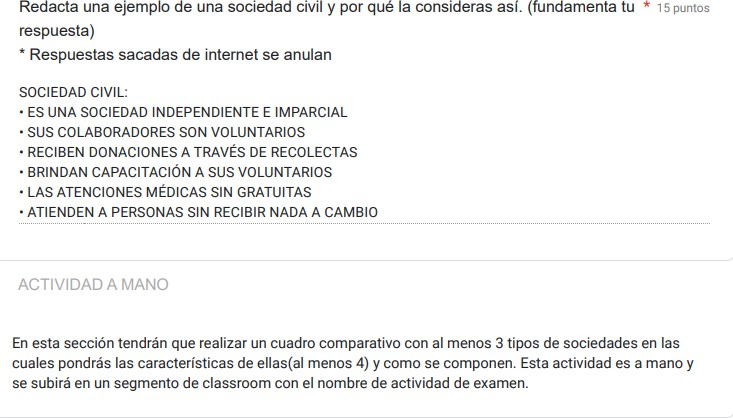 Redacta una ejemplo de una sociedad civil y por qué la consideras así. (fundamenta tu * 15 puntos
respuesta)
* Respuestas sacadas de internet se anulan
SOCIEDAD CIVIL:
• ES UNA SOCIEDAD INDEPENDIENTE E IMPARCIAL
• SUS COLABORADORES SON VOLUNTARIOS
• RECIBEN DONACIONES A TRAVÉS DE RECOLECTAS
• BRINDAN CAPACITACIÓN A SUS VOLUNTARIOS
• LAS ATENCIONES MÉDICAS SIN GRATUITAS
• ATIENDEN A PERSONAS SIN RECIBIR NADA A CAMBIO
ACTIVIDAD A MANO
En esta sección tendrán que realizar un cuadro comparativo con al menos 3 tipos de sociedades en las
cuales pondrás las características de ellas(al menos 4) y como se componen. Esta actividad es a mano y
se subirá en un segmento de classroom con el nombre de actividad de examen.